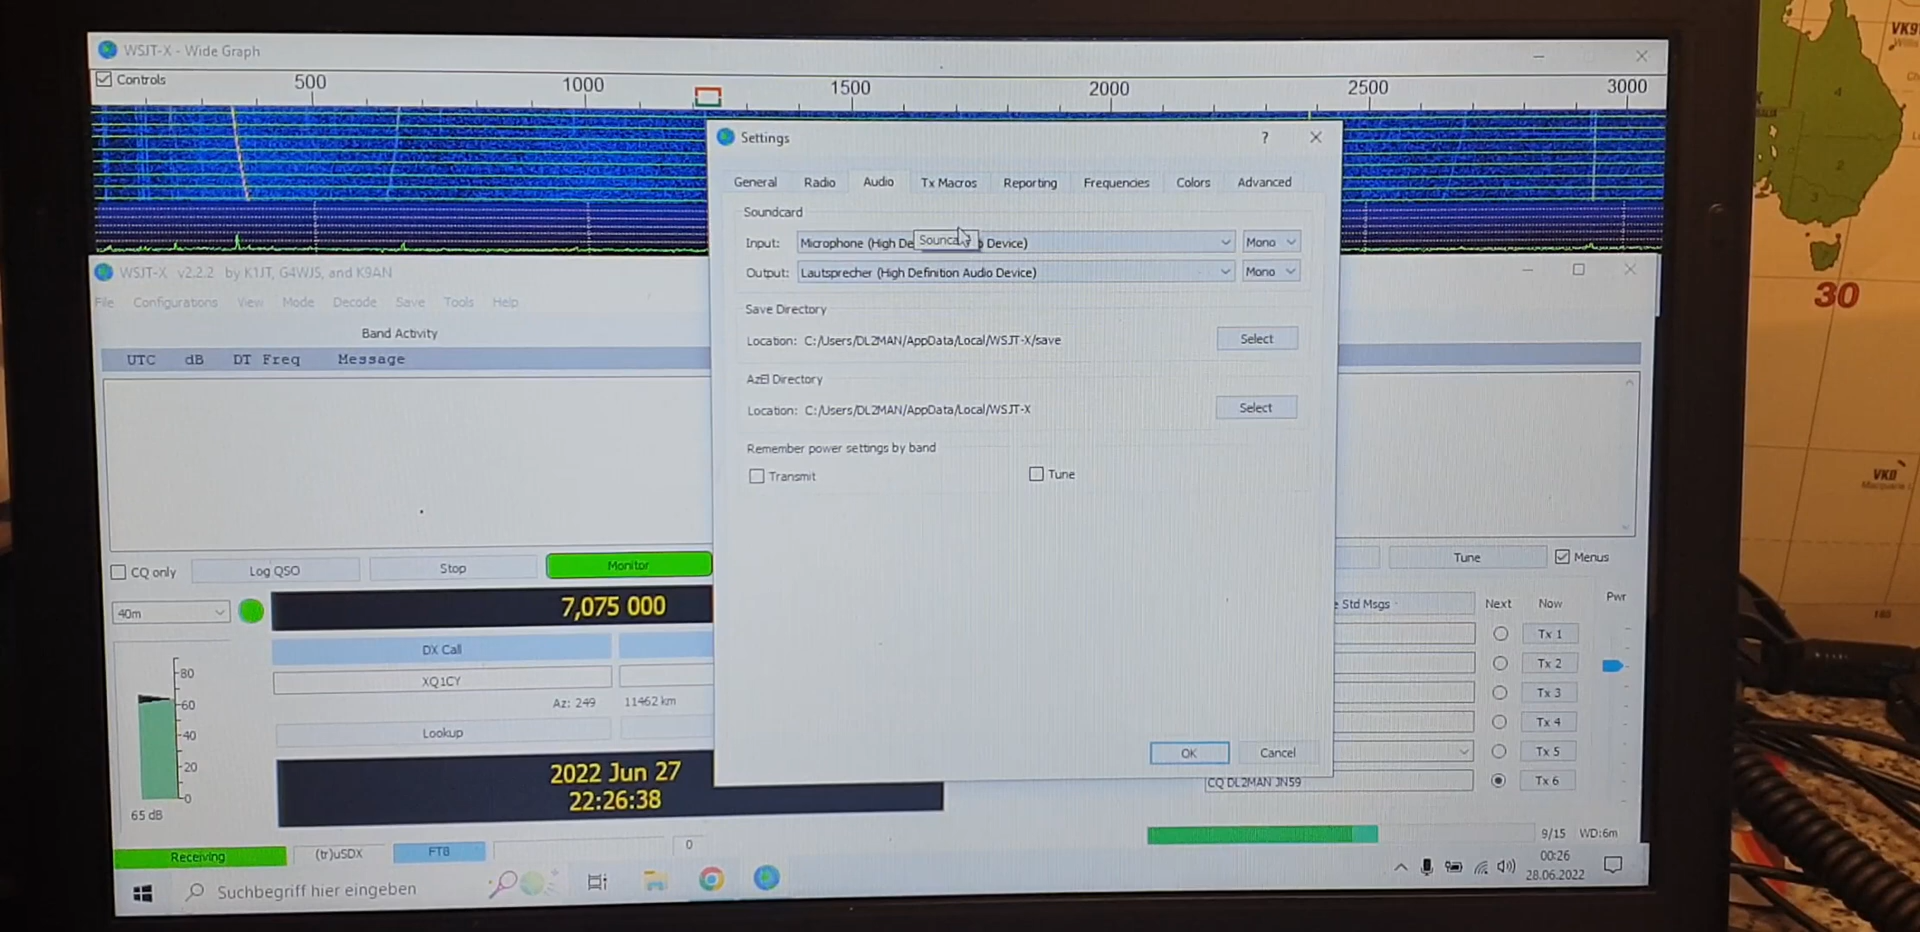 WSJT-X - Wide Graph
Controls
500 1000 1500 2000 2500 3000
Settings
?
General Radio Audio Tx Macros Reporting Frequencies Colors Advanced
Soundcard
Input: Microphone (High De Device) Mono
Output: Lautsprecher (High Definition Audio Device) Mono
Save Directory
Location: C:/Users/DL2MAN/AppData/Local/WSJT-X/save Select
AzEl Directory
Location: C:/Users/DL2MAN/AppData/Local/WSJT-X Select
Remember power settings by band
Transmit Tune
OK Cancel
WSJT-X v2.2.2 by K1JT, G4WJS, and K9AN
File Configurations View Mode Decode Save Tools Help
Band Activity
UTC dB DT Freq Message
CQ only Log QSO Stop Monitor Tune Menus
40m 7,075 000
Std Msgs Next Now Pwr
DX Call
XQ1CY
Az: 249 11462 km
Lookup
2022 Jun 27
22:26:38
80
60
40
20
0
65 dB
Tx 1
Tx 2
Tx 3
Tx 4
Tx 5
CQ DL2MAN JN59 Tx 6
Receiving (tr)uSDX FT8 0 9/15 WD:6m
Suchbegriff hier eingeben
00:26
28.06.2022
VK9
4
2
3
30
VK0